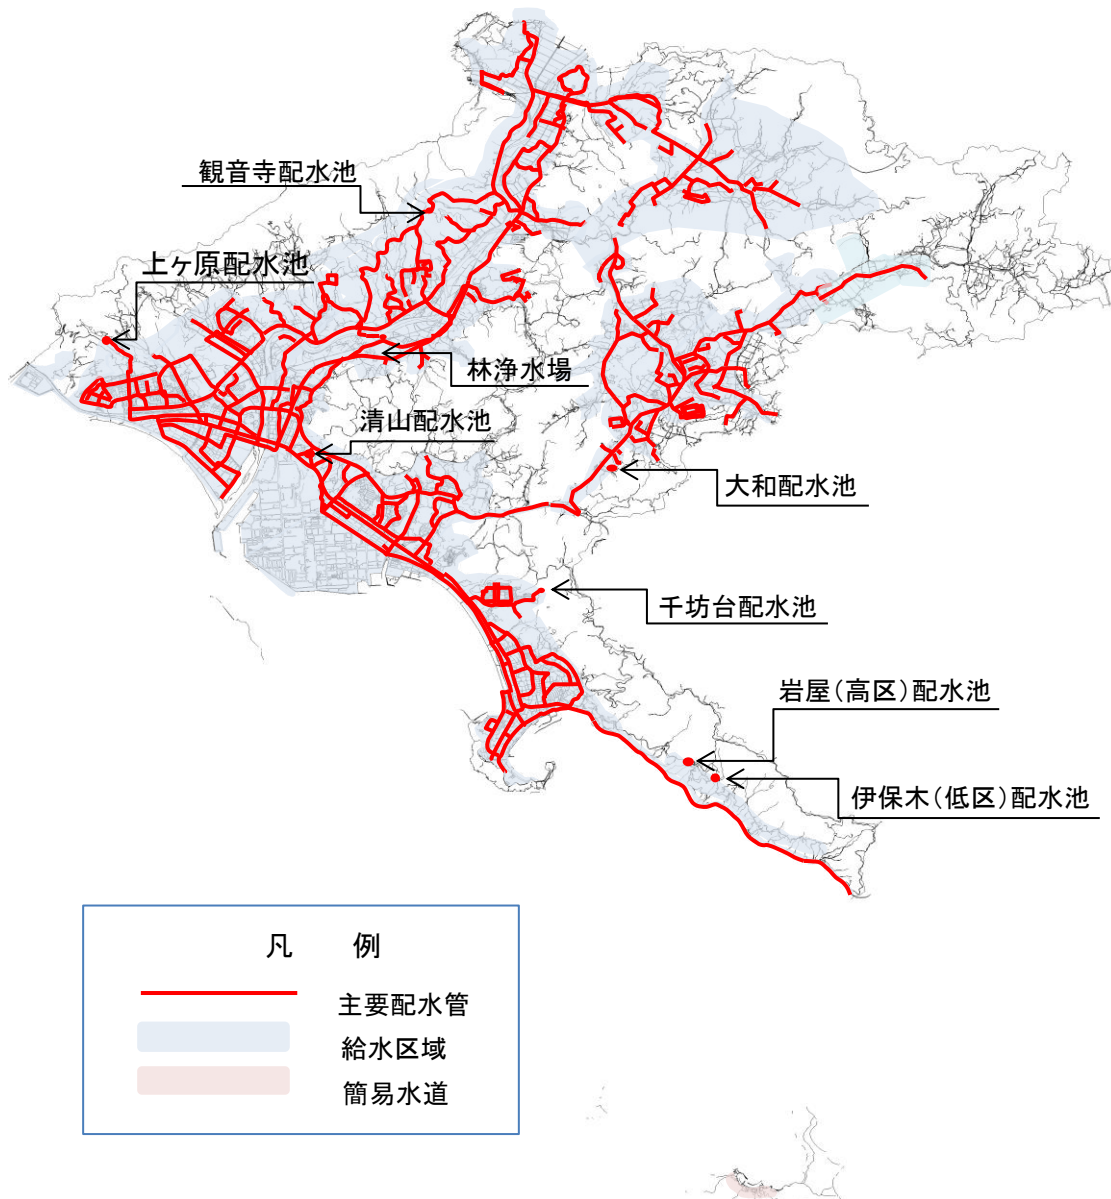 観音寺配水池
上ヶ原配水池
林浄水場
清山配水池
大和配水池
千坊台配水池
岩屋(高区)配水池
伊保木(低区)配水池
凡 例
主要配水管
給水区域
簡易水道